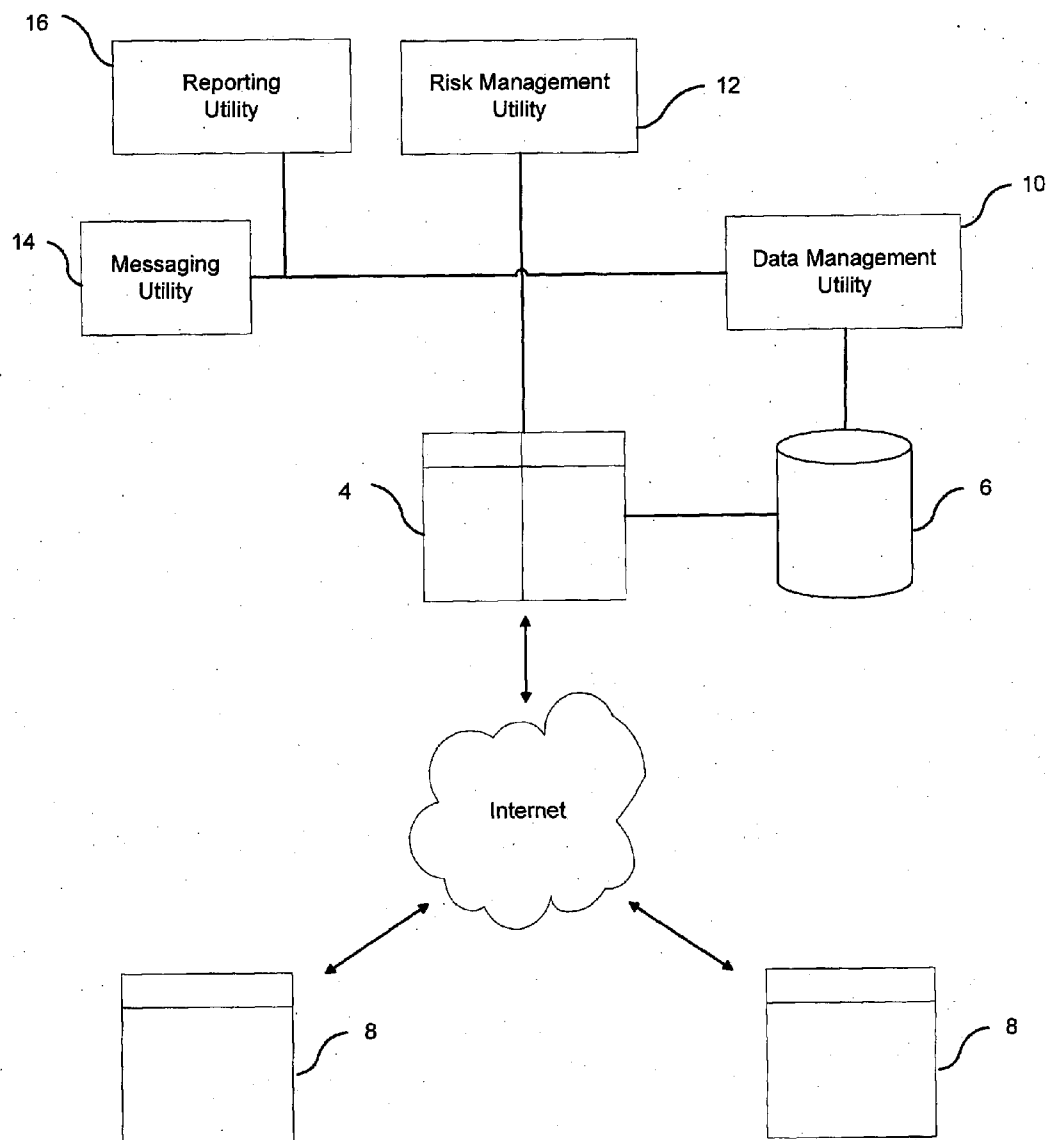 16
Reporting
Utility
Risk Management
Utility
12
10
14
Messaging
Utility
Data Management
Utility
4
6
Internet
8
8